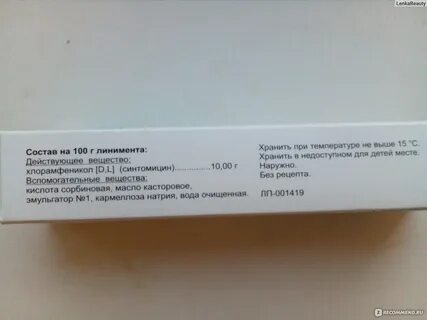 LenkaBeauty
Состав на 100 г линимента:
Действующее вещество:
хлорамфеникол [D,L] (синтомицин)................10,00 г
Вспомогательные вещества:
кислота сорбиновая, масло касторовое,
эмульгатор №1, кармеллоза натрия, вода очищенная.
Хранить при температуре не выше 15 °C.
Хранить в недоступном для детей месте.
Наружно.
Без рецепта.
ЛП-001419
RECOMMEND.RU